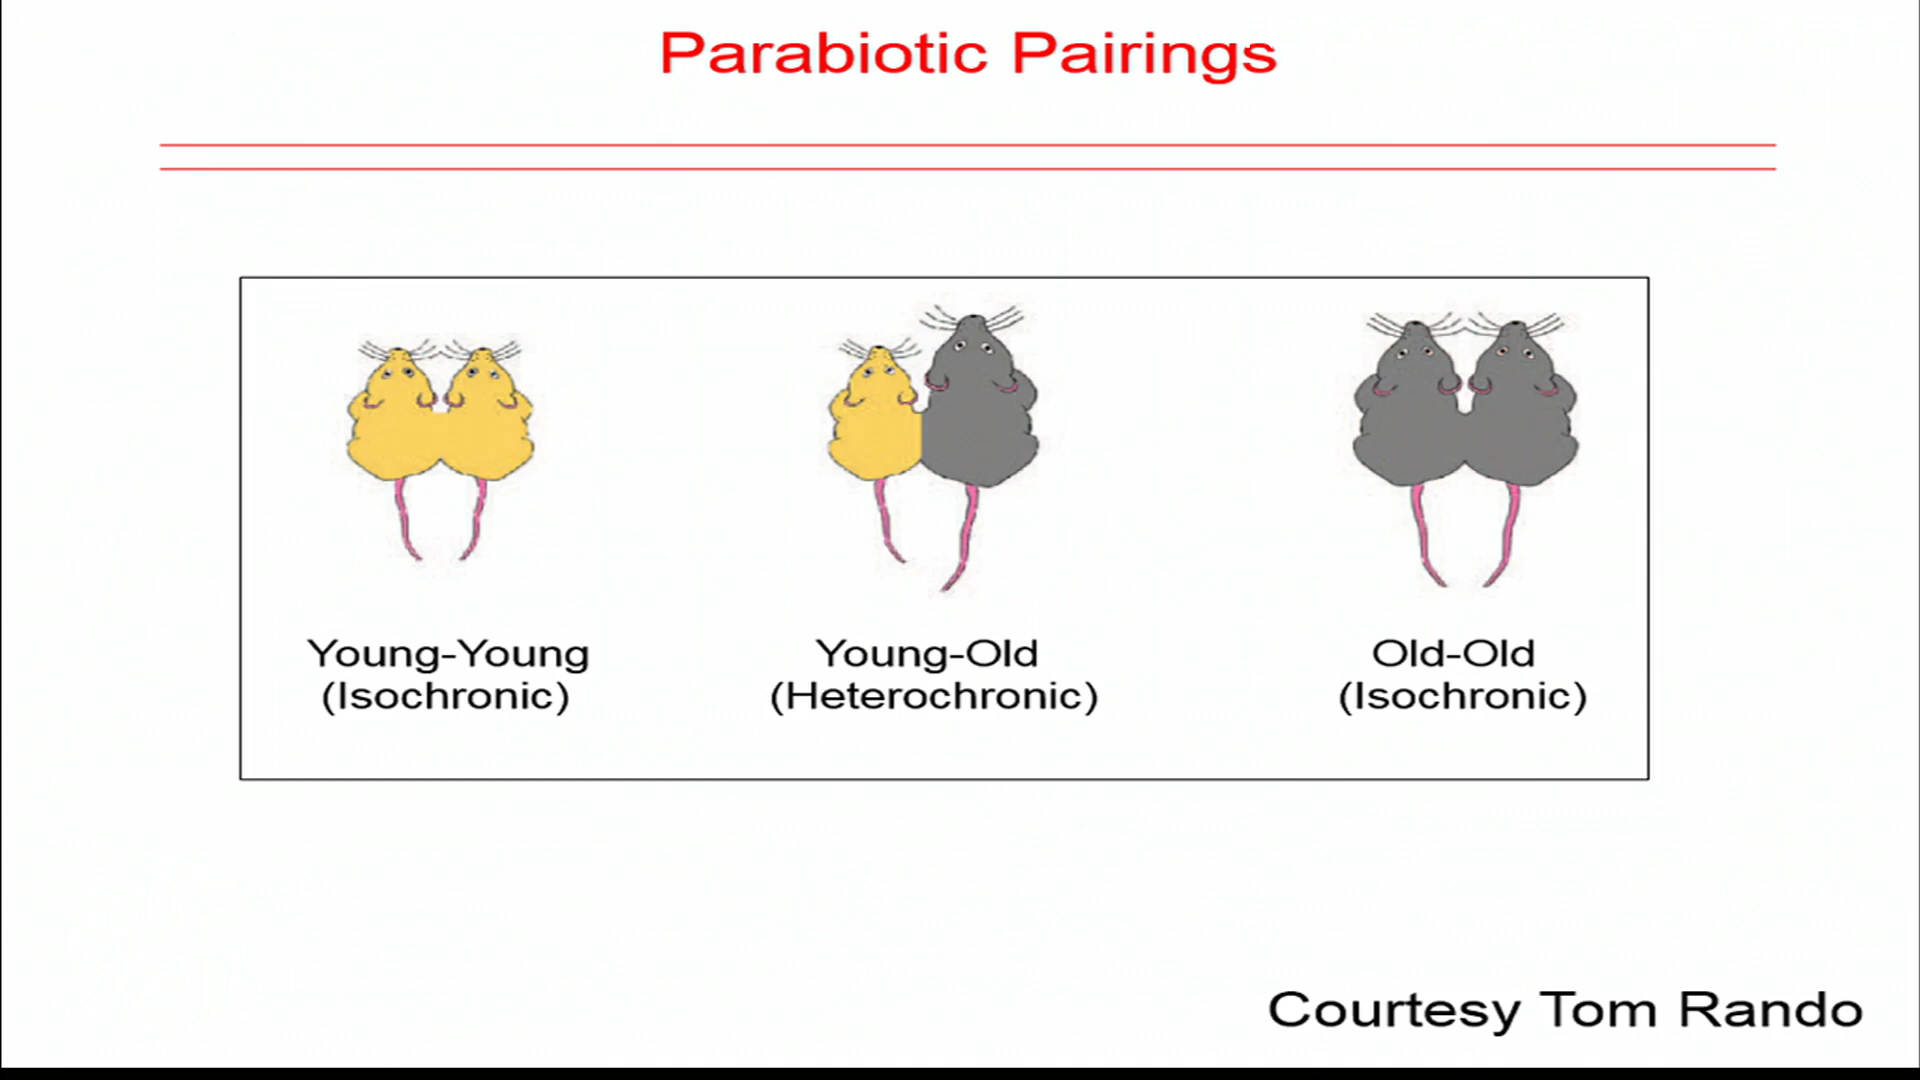 Parabiotic Pairings
Young-Young
(Isochronic)
Young-Old
(Heterochronic)
Old-Old
(Isochronic)
Courtesy Tom Rando